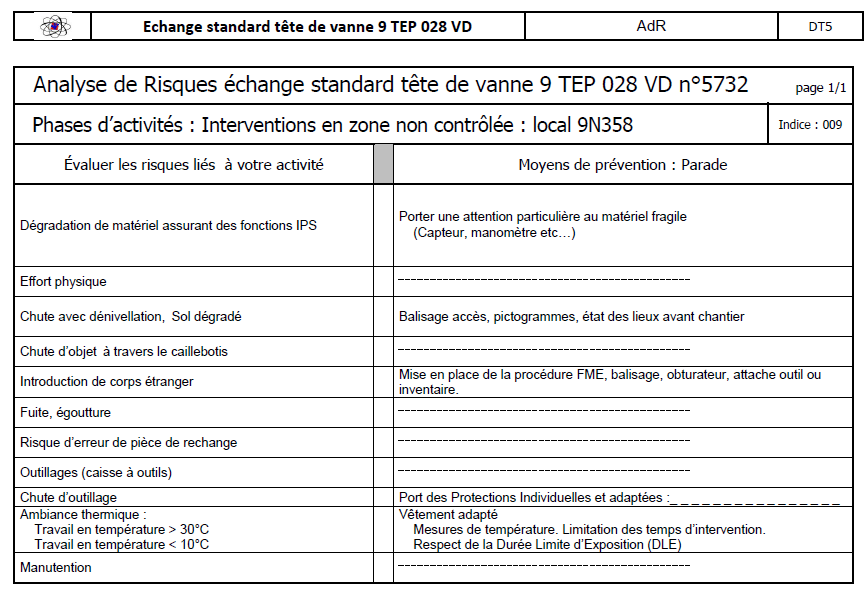 Echange standard tête de vanne 9 TEP 028 VD
AdR
DT5
Analyse de Risques échange standard tête de vanne 9 TEP 028 VD n°5732
page 1/1
Phases d’activités : Interventions en zone non contrôlée : local 9N358
Indice : 009
Évaluer les risques liés à votre activité
Moyens de prévention : Parade
Dégradation de matériel assurant des fonctions IPS
Porter une attention particulière au matériel fragile
(Capteur, manomètre etc…)
Effort physique
-----------------------------------------------
Chute avec dénivellation, Sol dégradé
Balisage accès, pictogrammes, état des lieux avant chantier
Chute d’objet à travers le caillebotis
-----------------------------------------------
Introduction de corps étranger
Mise en place de la procédure FME, balisage, obturateur, attache outil ou
inventaire.
Fuite, égoutture
-----------------------------------------------
Risque d’erreur de pièce de rechange
-----------------------------------------------
Outillages (caisse à outils)
-----------------------------------------------
Chute d’outillage
Port des Protections Individuelles et adaptées :_ _ _ _ _ _ _ _ _ _ _ _ _ _ _ _
Ambiance thermique :
Travail en température > 30°C
Travail en température < 10°C
Vêtement adapté
Mesures de température. Limitation des temps d’intervention.
Respect de la Durée Limite d’Exposition (DLE)
Manutention
-----------------------------------------------